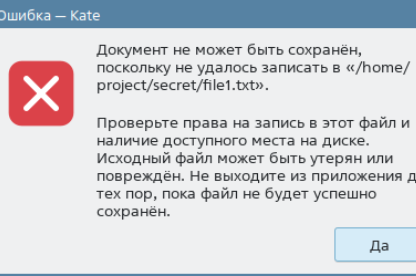 Ошибка — Kate
Документ не может быть сохранён,
поскольку не удалось записать в «/home/
project/secret/file1.txt».
Проверьте права на запись в этот файл и
наличие доступного места на диске.
Исходный файл может быть утерян или
повреждён. Не выходите из приложения д
тех пор, пока файл не будет успешно
сохранён.
Да